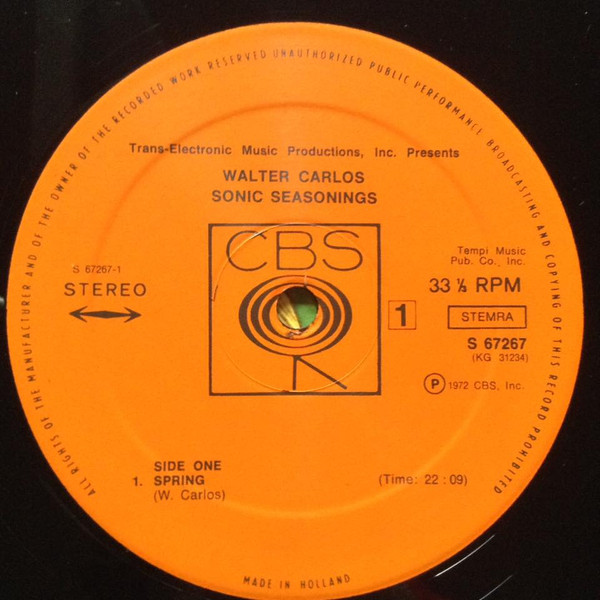 ALL RIGHTS OF THE MANUFACTURER AND OF THE OWNER OF THE RECORDED WORK RESERVED UNAUTHORIZED PUBLIC PERFORMANCE BROADCASTING AND COPYING OF THIS RECORD PROHIBITED
Trans-Electronic Music Productions, Inc. Presents
WALTER CARLOS
SONIC SEASONINGS
CBS
S 67267-1
STEREO
Tempi Music
Pub. Co., Inc.
33 ⅓ RPM
1
STEMRA
S 67267
(KG 31234)
Ⓟ 1972 CBS, Inc.
SIDE ONE
1. SPRING
(W. Carlos)
(Time: 22:09)
MADE IN HOLLAND